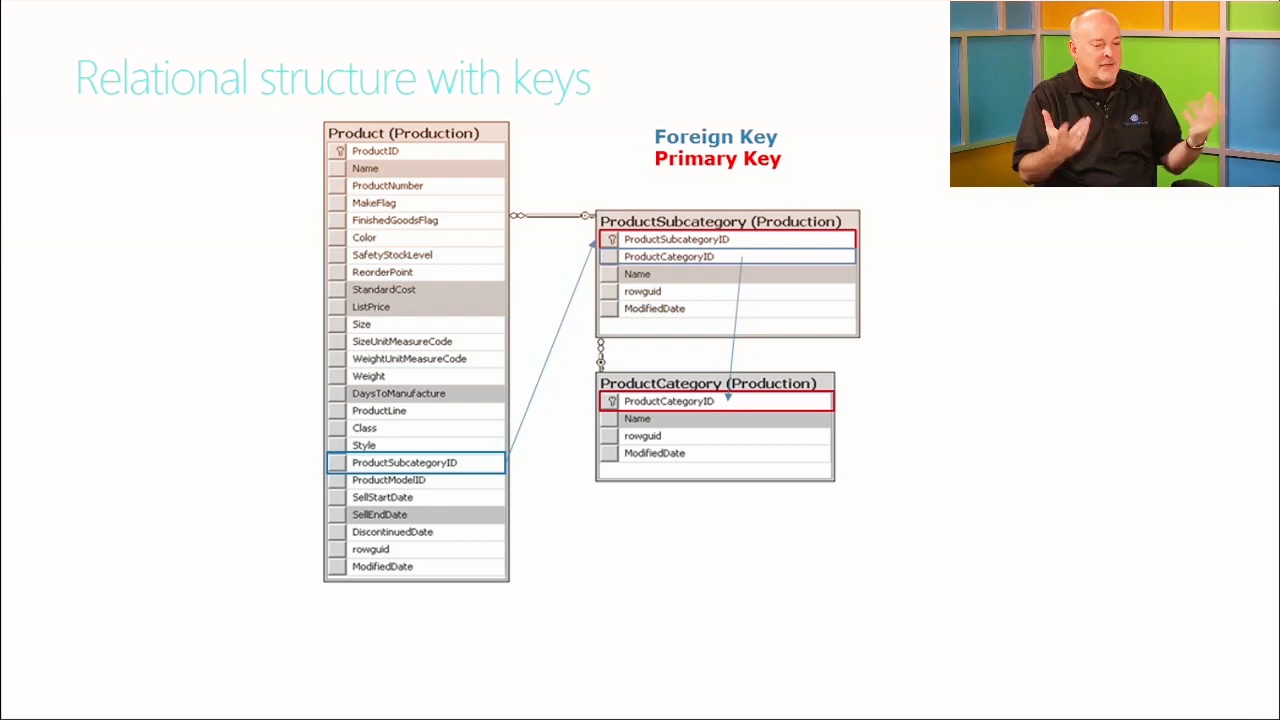 Relational structure with keys
Product (Production)
ProductID
Name
ProductNumber
MakeFlag
FinishedGoodsFlag
Color
SafetyStockLevel
ReorderPoint
StandardCost
ListPrice
Size
SizeUnitMeasureCode
WeightUnitMeasureCode
Weight
DaysToManufacture
ProductLine
Class
Style
ProductSubcategoryID
ProductModelID
SellStartDate
SellEndDate
DiscontinuedDate
rowguid
ModifiedDate
Foreign Key
Primary Key
ProductSubcategory (Production)
ProductSubcategoryID
ProductCategoryID
Name
rowguid
ModifiedDate
ProductCategory (Production)
ProductCategoryID
Name
rowguid
ModifiedDate